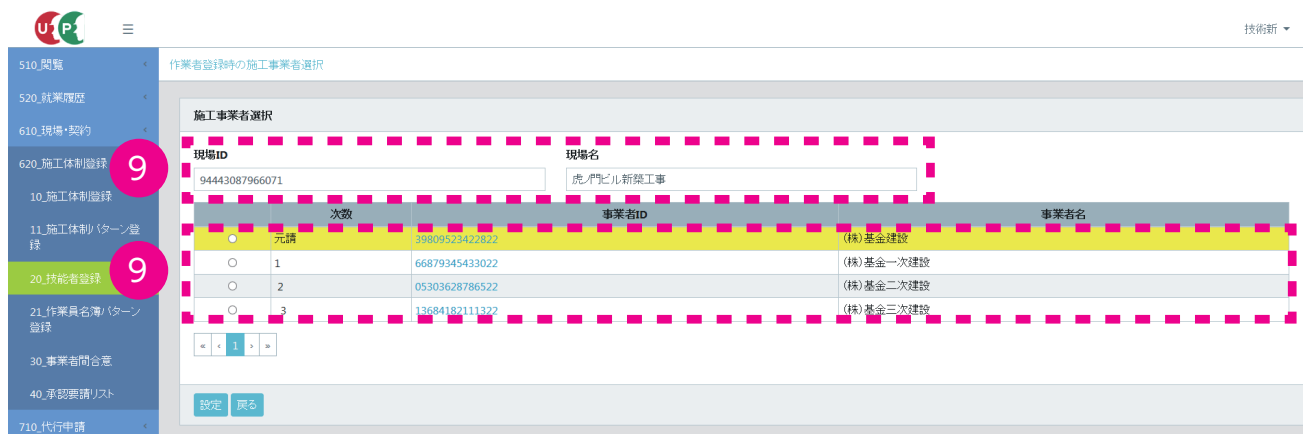 技術新
510_閲覧
作業者登録時の施工事業者選択
520_就業履歴
610_現場・契約
620_施工体制登録
9
10_施工体制登録
11_施工体制パターン登
録
20_技能者登録
9
21_作業員名簿パターン
登録
30_事業者間合意
40_承認要請リスト
710_代行申請
施工事業者選択
現場ID 現場名
94443087966071 虎ノ門ビル新築工事
次数 事業者ID 事業者名
元請 39809523422822 (株)基金建設
1 66879345433022 (株)基金一次建設
2 05303628786522 (株)基金二次建設
3 13684182111322 (株)基金三次建設
« ‹ 1 › »
設定 戻る